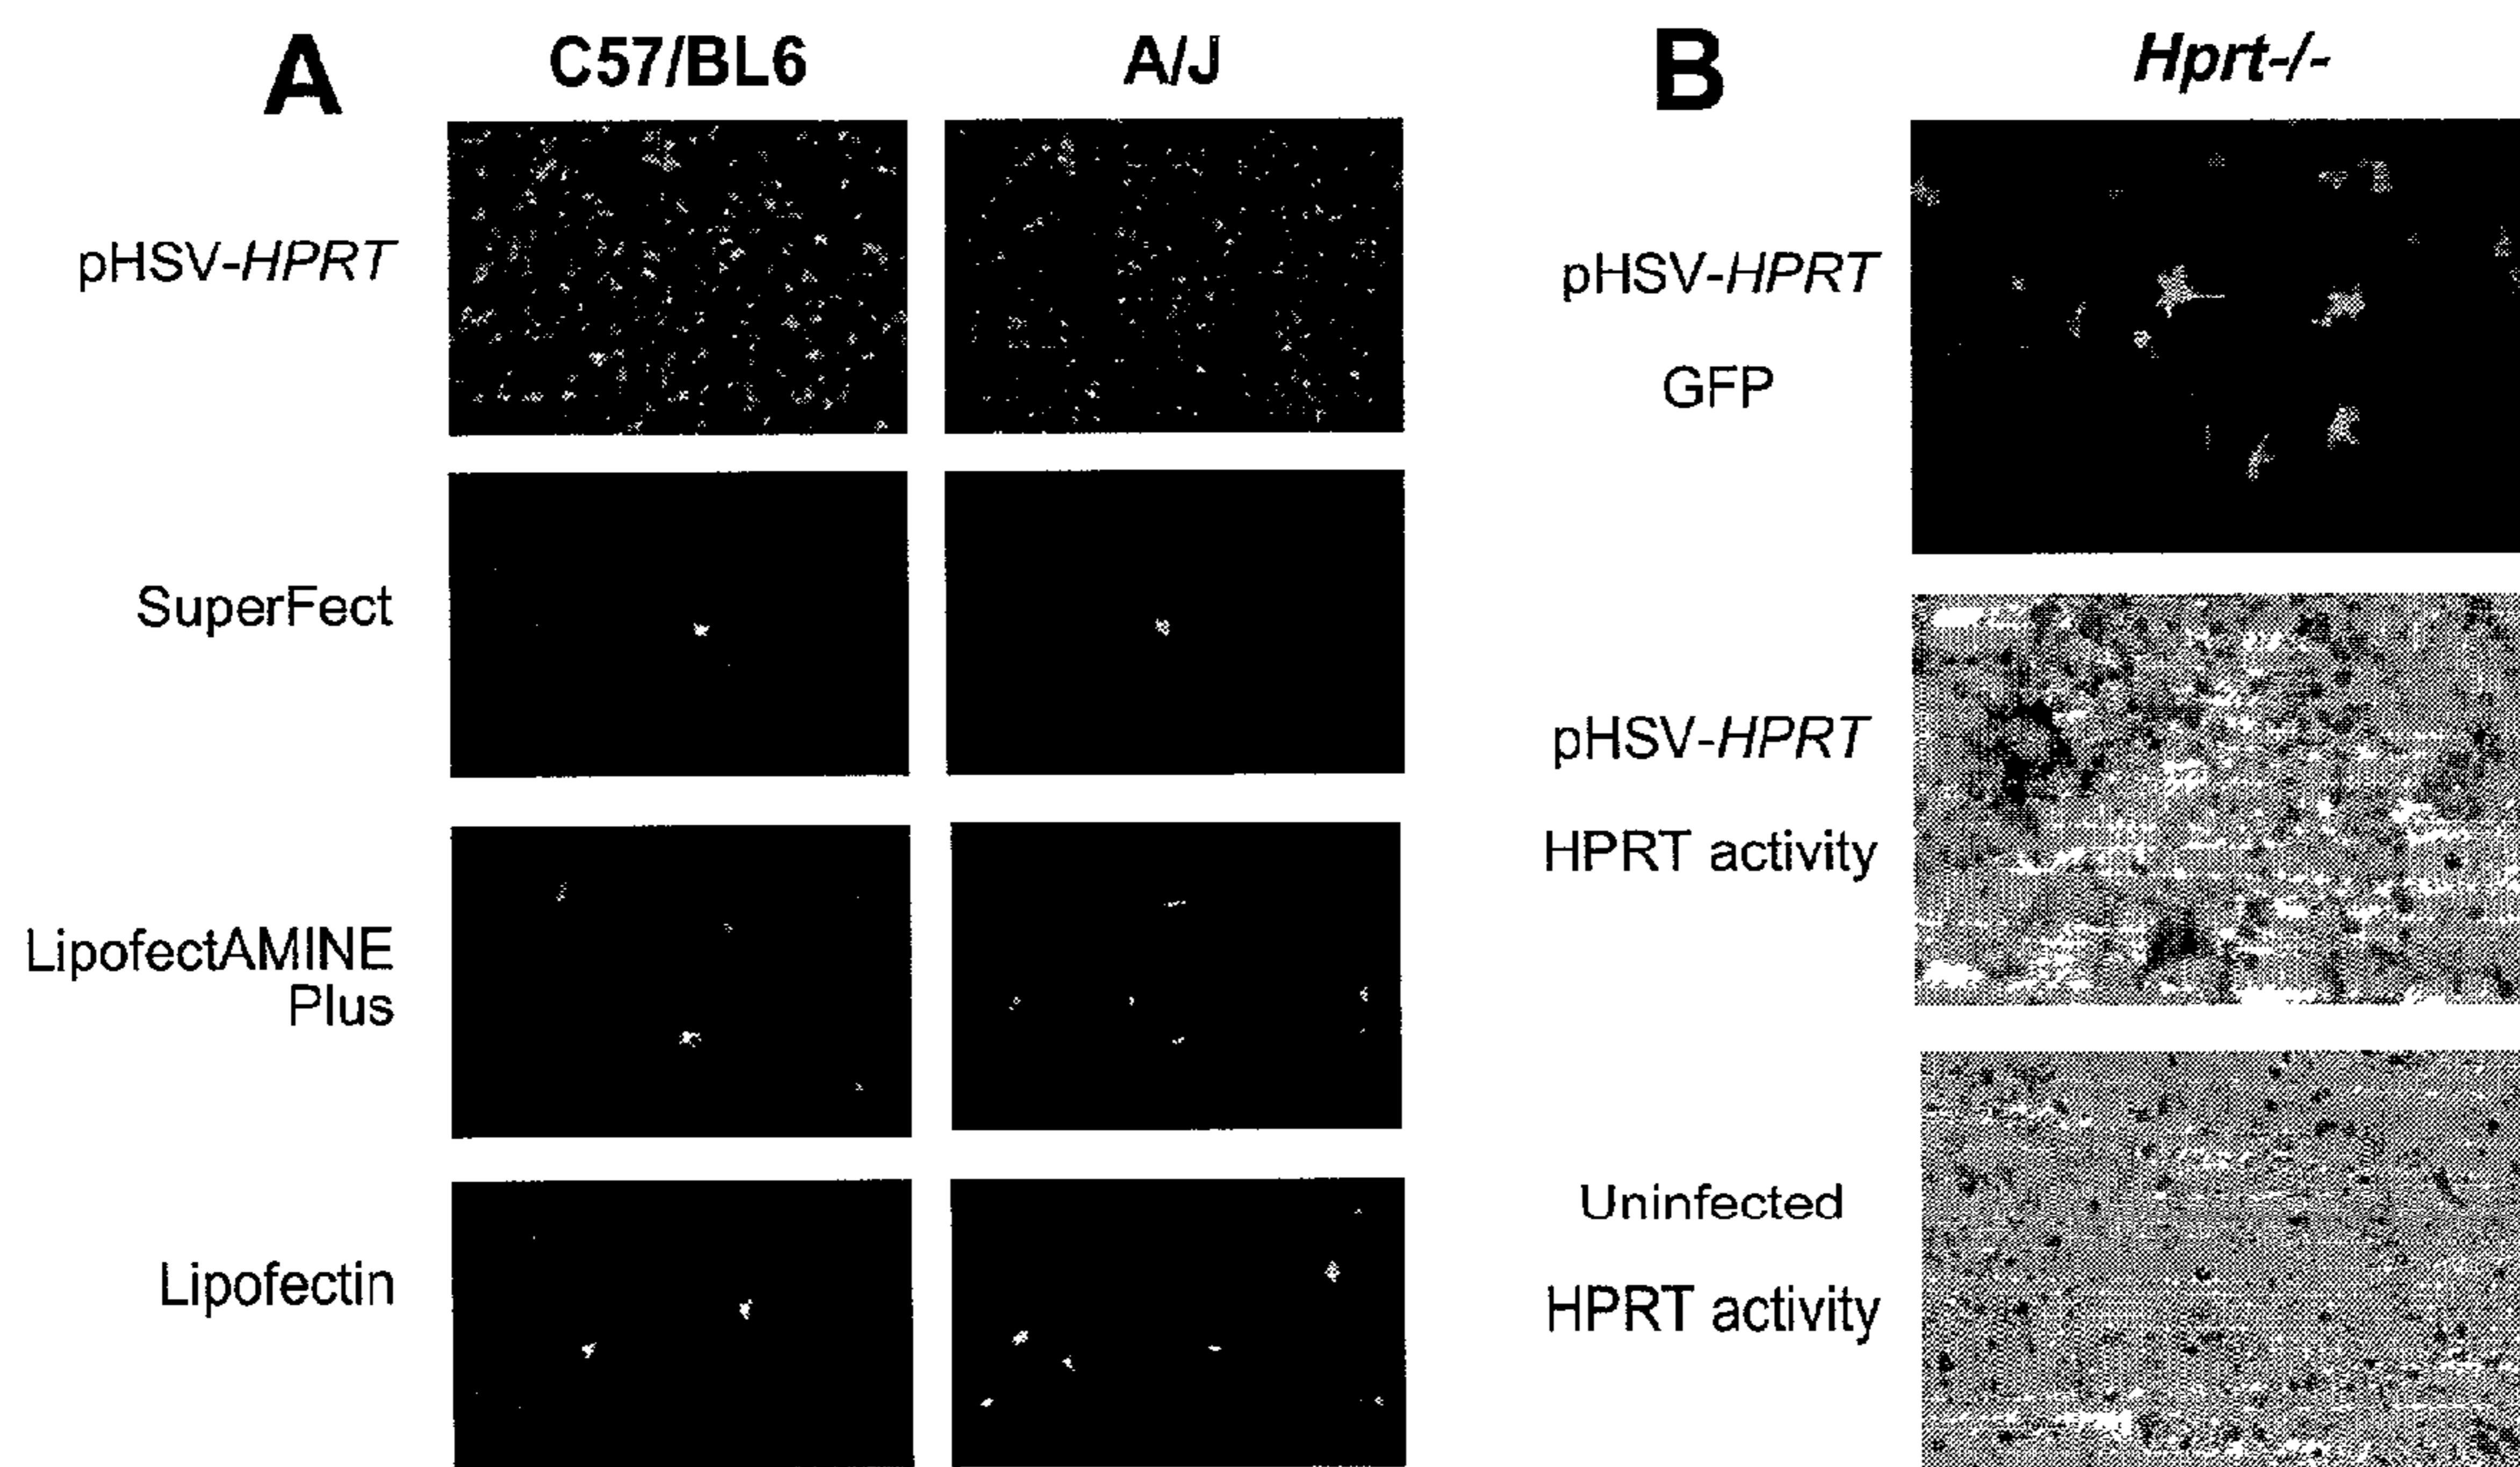 A
C57/BL6
A/J
pHSV-HPRT
SuperFect
LipofectAMINE
Plus
Lipofectin
B
Hprt-/-
pHSV-HPRT
GFP
pHSV-HPRT
HPRT activity
Uninfected
HPRT activity